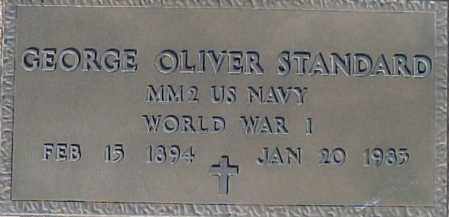 GEORGE OLIVER STANDARD
MM2 US NAVY
WORLD WAR I
FEB 15 1894 JAN 20 1985